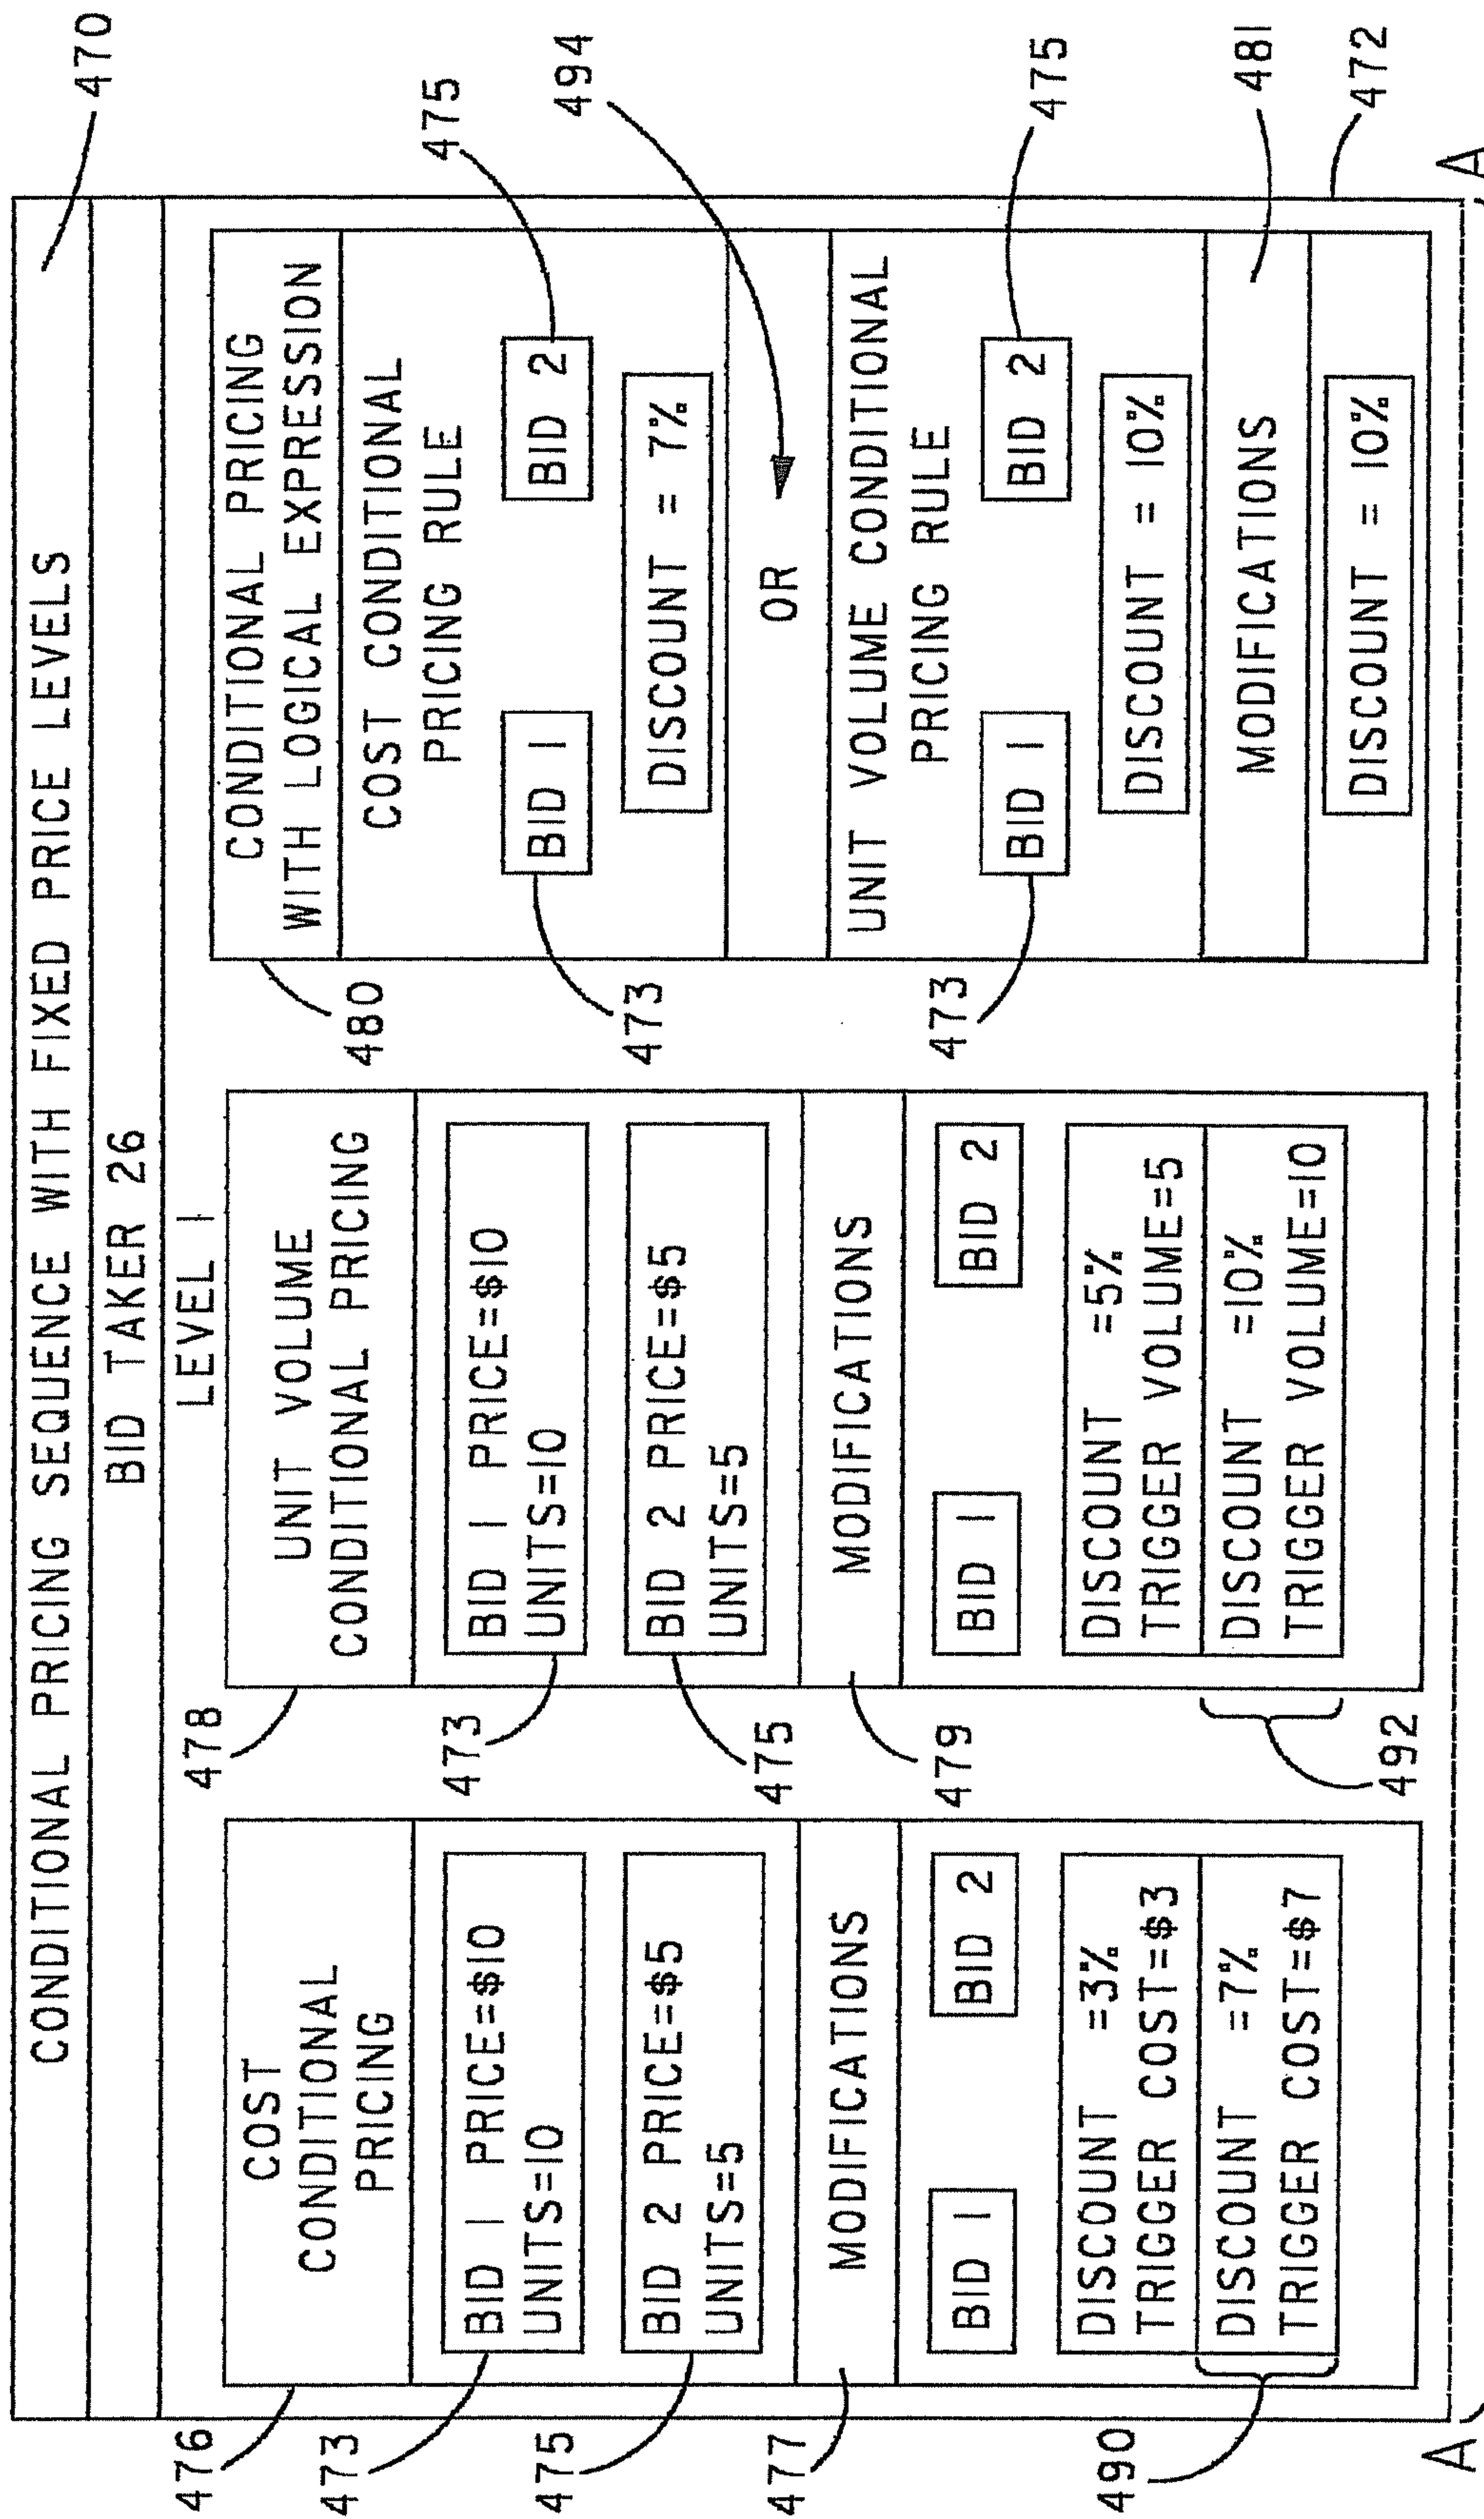 CONDITIONAL PRICING SEQUENCE WITH FIXED PRICE LEVELS
470
BID TAKER 26
LEVEL 1
476
COST
CONDITIONAL
PRICING
473
BID 1 PRICE=$10
UNITS=10
475
BID 2 PRICE=$5
UNITS=5
477
MODIFICATIONS
BID 1
BID 2
DISCOUNT =3%
TRIGGER COST=$3
490
DISCOUNT =7%
TRIGGER COST=$7
478
UNIT VOLUME
CONDITIONAL PRICING
473
BID 1 PRICE=$10
UNITS=10
475
BID 2 PRICE=$5
UNITS=5
479
MODIFICATIONS
BID 1
BID 2
DISCOUNT =5%
TRIGGER VOLUME=5
492
DISCOUNT =10%
TRIGGER VOLUME=10
480
CONDITIONAL PRICING
WITH LOGICAL EXPRESSION
COST CONDITIONAL
PRICING RULE
473
BID 1
BID 2
475
DISCOUNT = 7%
OR
494
UNIT VOLUME CONDITIONAL
PRICING RULE
473
BID 1
BID 2
475
DISCOUNT = 10%
MODIFICATIONS
481
DISCOUNT = 10%
472
A
A